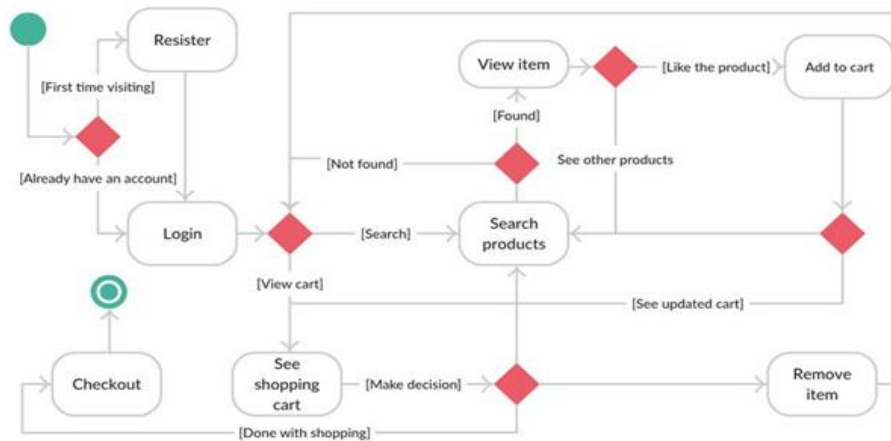 Resister
View item
[Like the product]
Add to cart
[First time visiting]
[Found]
[Not found]
See other products
[Already have an account]
Login
[Search]
Search
products
[View cart]
[See updated cart]
Checkout
See
shopping
cart
[Make decision]
Remove
item
[Done with shopping]